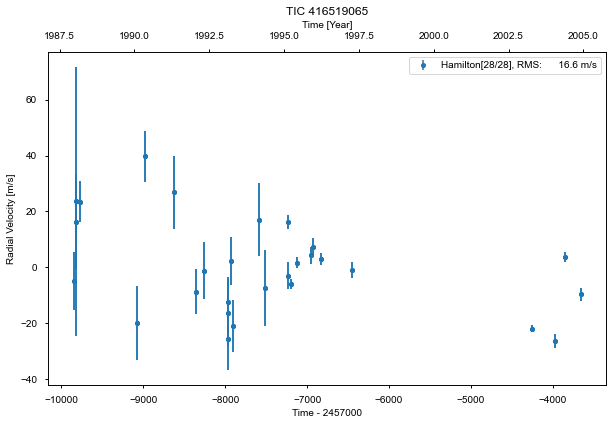 TIC 416519065
Time [Year]
1987.5 1990.0 1992.5 1995.0 1997.5 2000.0 2002.5 2005.0
Hamilton[28/28], RMS: 16.6 m/s
60
40
20
0
−20
−40
Radial Velocity [m/s]
−10000 −9000 −8000 −7000 −6000 −5000 −4000
Time - 2457000